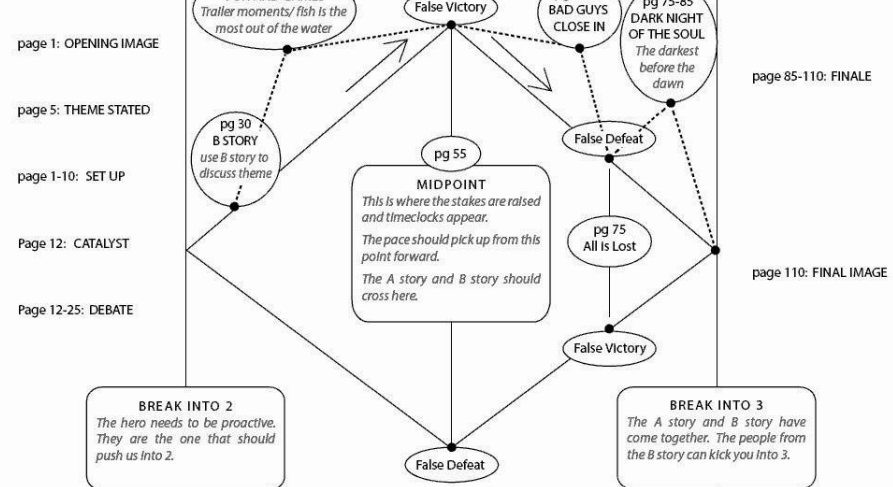 Trailer moments/ fish is the
most out of the water
False Victory
BAD GUYS
CLOSE IN
pg 75-85
DARK NIGHT
OF THE SOUL
The darkest
before the
dawn
page 1: OPENING IMAGE
page 5: THEME STATED
page 1-10: SET UP
Page 12: CATALYST
Page 12-25: DEBATE
pg 30
B STORY
use B story to
discuss theme
pg 55
MIDPOINT
This is where the stakes are raised
and timeclocks appear.
The pace should pick up from this
point forward.
The A story and B story should
cross here.
False Defeat
pg 75
All is Lost
False Victory
page 85-110: FINALE
page 110: FINAL IMAGE
BREAK INTO 2
The hero needs to be proactive.
They are the one that should
push us into 2.
False Defeat
BREAK INTO 3
The A story and B story have
come together. The people from
the B story can kick you into 3.